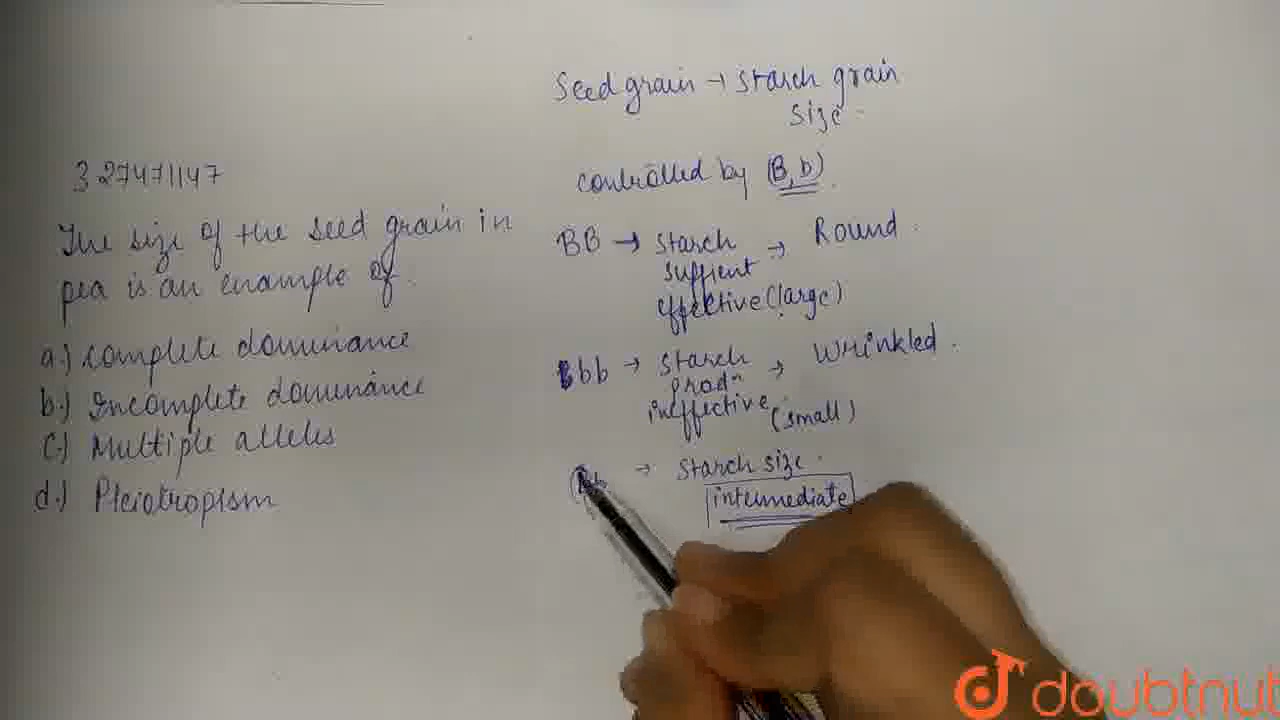 327471147
The size of the seed grain in
pea is an example of.
a.) complete dominance
b.) Incomplete dominance
c.) Multiple alleles
d.) Pleiotropism
Seed grain → starch grain
size.
controlled by (B, b).
BB → starch → Round.
suffient
effective (large)
bb → starch → wrinkled.
prodⁿ
ineffective (small)
→ starch size.
intermediate
doubtnut